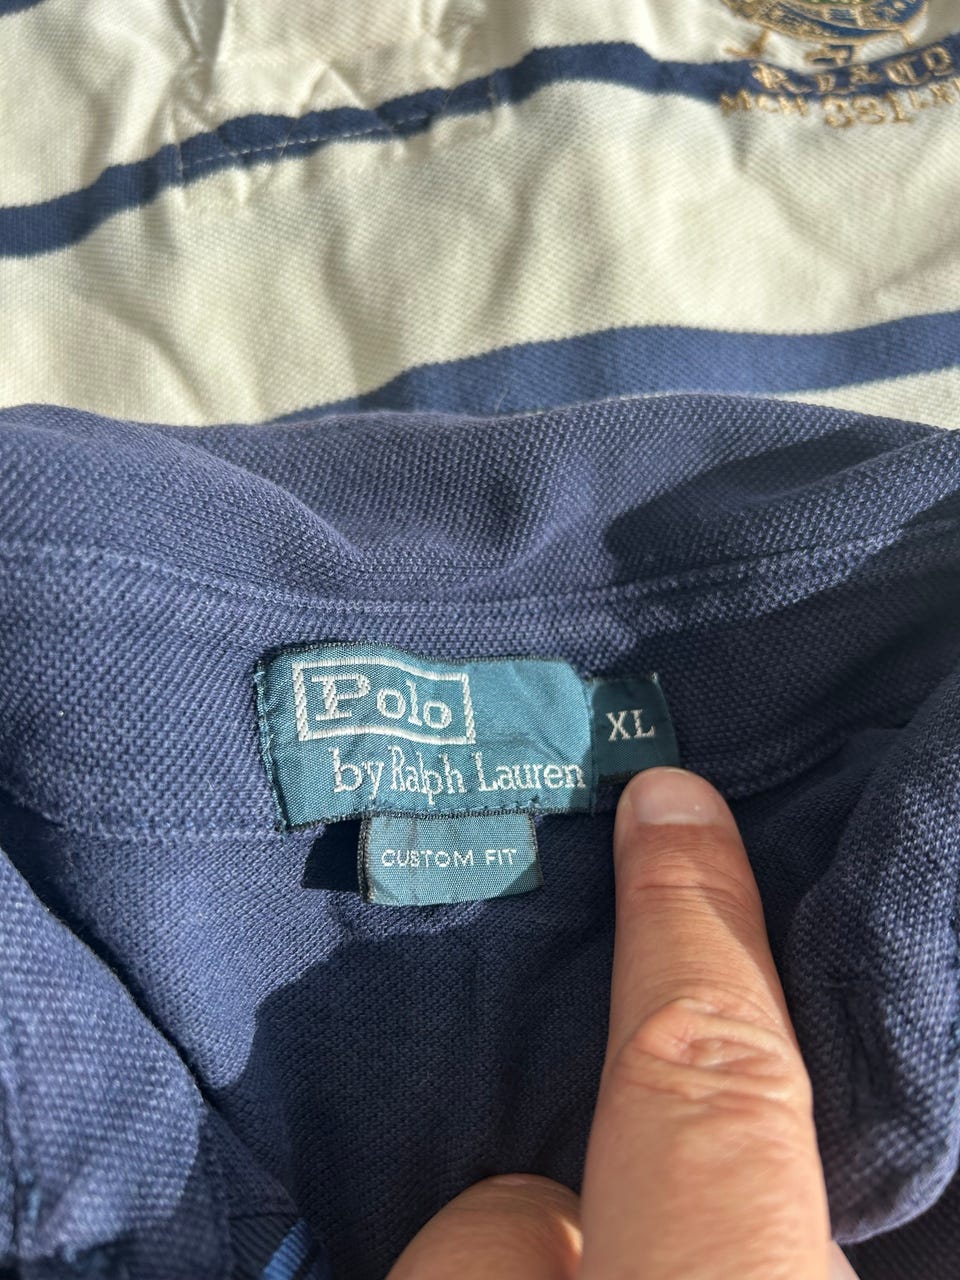 Polo
by Ralph Lauren
XL
CUSTOM FIT